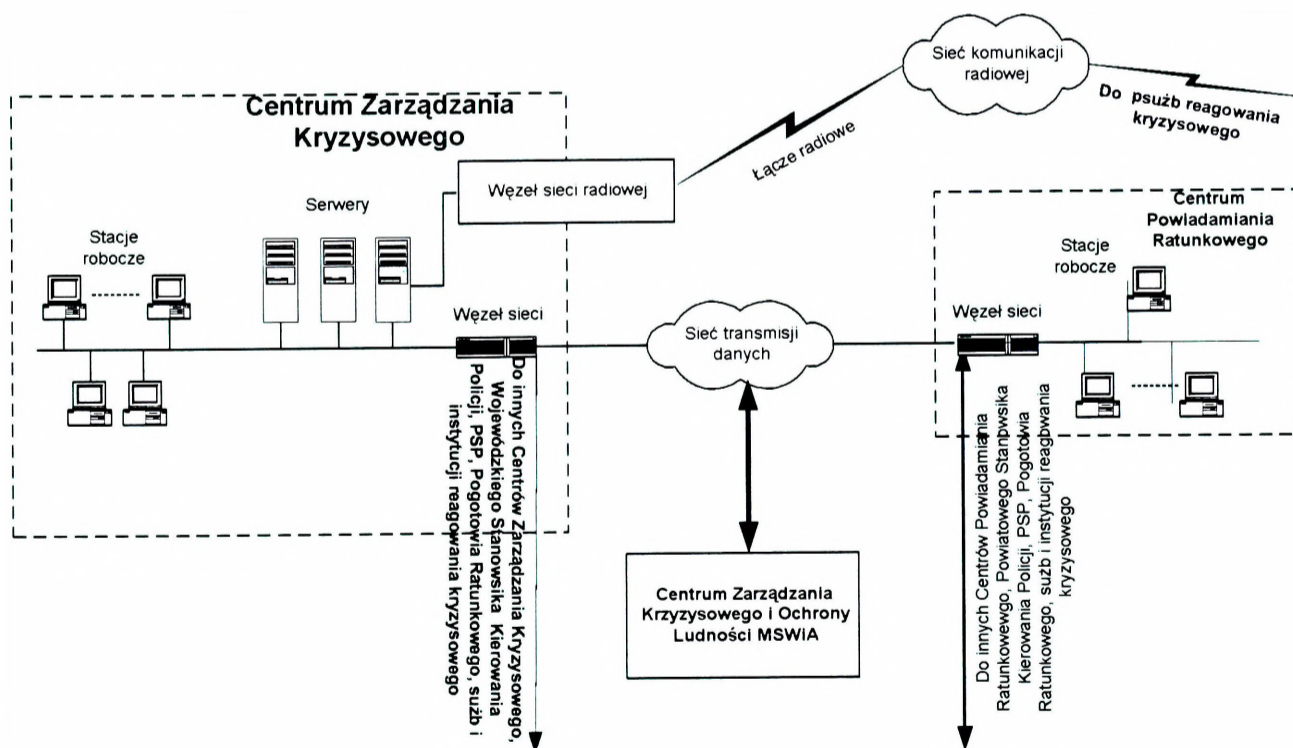 Sieć komunikacji
radiowej
Do psużb reagowania
kryzysowego
Łącze radiowe
Centrum Zarządzania
Kryzysowego
Węzeł sieci radiowej
Serwery
Stacje
robocze
Węzeł sieci
Sieć transmisji
danych
Centrum
Powiadamiania
Ratunkowego
Stacje
robocze
Węzeł sieci
Do innych Centrów Zarządzania Kryzysowego,
Wojewódzkiego Stanowsika Kierowania
Policji, PSP, Pogotowia Ratunkowego, sużb i
instytucji reagowania kryzysowego
Centrum Zarządzania
Krzyzysowego i Ochrony
Ludności MSWiA
Do innych Centrów Powiadamiania
Ratunkowewgo, Powiatowego Stanowsika
Kierowania Policji, PSP, Pogotowia
Ratunkowego, sużb i instytucji reagbwania
kryzysowego